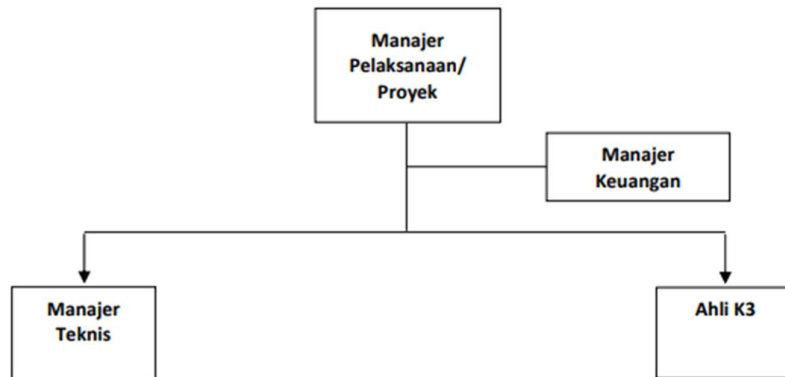 Manajer
Pelaksanaan/
Proyek
Manajer
Keuangan
Manajer
Teknis
Ahli K3